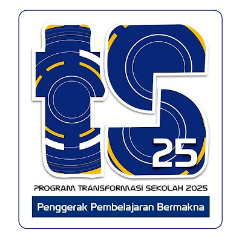 tS
25
PROGRAM TRANSFORMASI SEKOLAH 2025
Penggerak Pembelajaran Bermakna